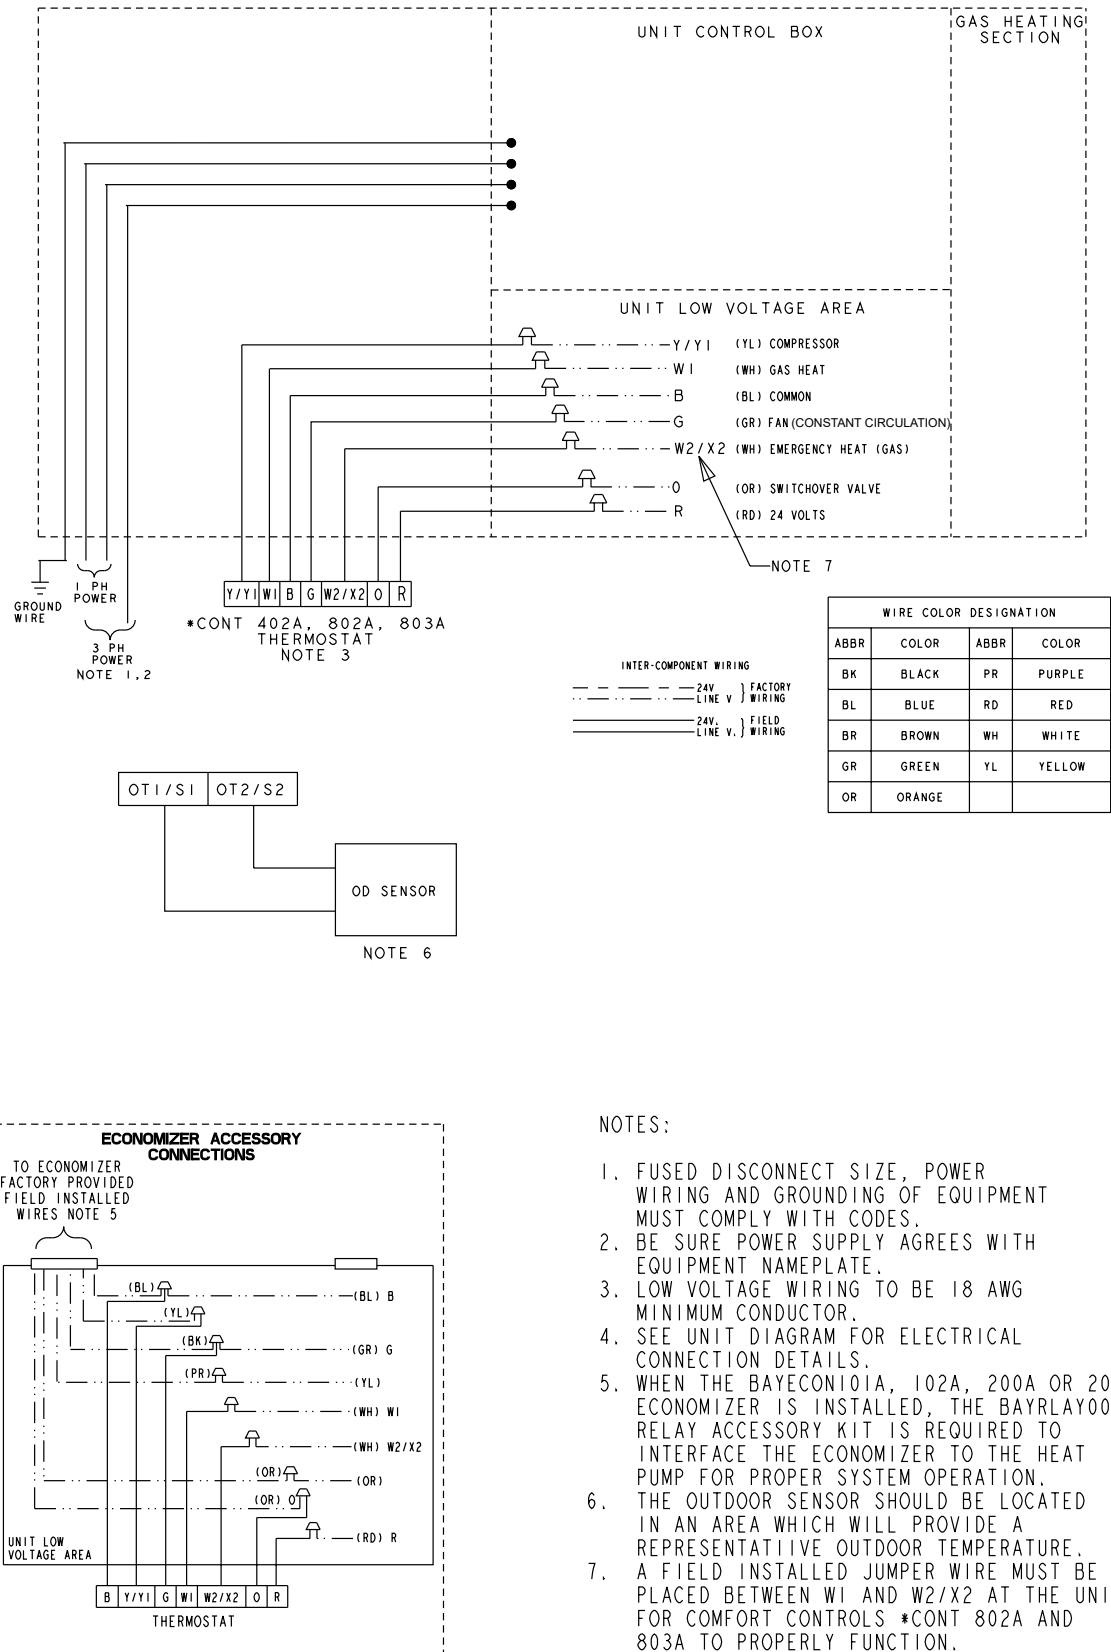 UNIT CONTROL BOX
GAS HEATING
SECTION
UNIT LOW VOLTAGE AREA
Y/Y1 (YL) COMPRESSOR
W1 (WH) GAS HEAT
B (BL) COMMON
G (GR) FAN (CONSTANT CIRCULATION)
W2/X2 (WH) EMERGENCY HEAT (GAS)
O (OR) SWITCHOVER VALVE
R (RD) 24 VOLTS
NOTE 7
GROUND
WIRE
1 PH
POWER
3 PH
POWER
NOTE 1,2
Y/Y1 W1 B G W2/X2 O R
*CONT 402A, 802A, 803A
THERMOSTAT
NOTE 3
INTER-COMPONENT WIRING
24V
LINE V
FACTORY
WIRING
24V.
LINE V.
FIELD
WIRING
WIRE COLOR DESIGNATION
ABBR COLOR ABBR COLOR
BK BLACK PR PURPLE
BL BLUE RD RED
BR BROWN WH WHITE
GR GREEN YL YELLOW
OR ORANGE
OT1/S1 OT2/S2
OD SENSOR
NOTE 6
ECONOMIZER ACCESSORY
CONNECTIONS
TO ECONOMIZER
FACTORY PROVIDED
FIELD INSTALLED
WIRES NOTE 5
(BL) (BL) B
(YL)
(BK) (GR) G
(PR) (YL)
(WH) W1
(WH) W2/X2
(OR) (OR)
(OR) O
(RD) R
UNIT LOW
VOLTAGE AREA
B Y/Y1 G W1 W2/X2 O R
THERMOSTAT
NOTES:
1. FUSED DISCONNECT SIZE, POWER
WIRING AND GROUNDING OF EQUIPMENT
MUST COMPLY WITH CODES.
2. BE SURE POWER SUPPLY AGREES WITH
EQUIPMENT NAMEPLATE.
3. LOW VOLTAGE WIRING TO BE 18 AWG
MINIMUM CONDUCTOR.
4. SEE UNIT DIAGRAM FOR ELECTRICAL
CONNECTION DETAILS.
5. WHEN THE BAYECON101A, 102A, 200A OR 20
ECONOMIZER IS INSTALLED, THE BAYRLAY00
RELAY ACCESSORY KIT IS REQUIRED TO
INTERFACE THE ECONOMIZER TO THE HEAT
PUMP FOR PROPER SYSTEM OPERATION.
6. THE OUTDOOR SENSOR SHOULD BE LOCATED
IN AN AREA WHICH WILL PROVIDE A
REPRESENTATIIVE OUTDOOR TEMPERATURE.
7. A FIELD INSTALLED JUMPER WIRE MUST BE
PLACED BETWEEN W1 AND W2/X2 AT THE UNI
FOR COMFORT CONTROLS *CONT 802A AND
803A TO PROPERLY FUNCTION.